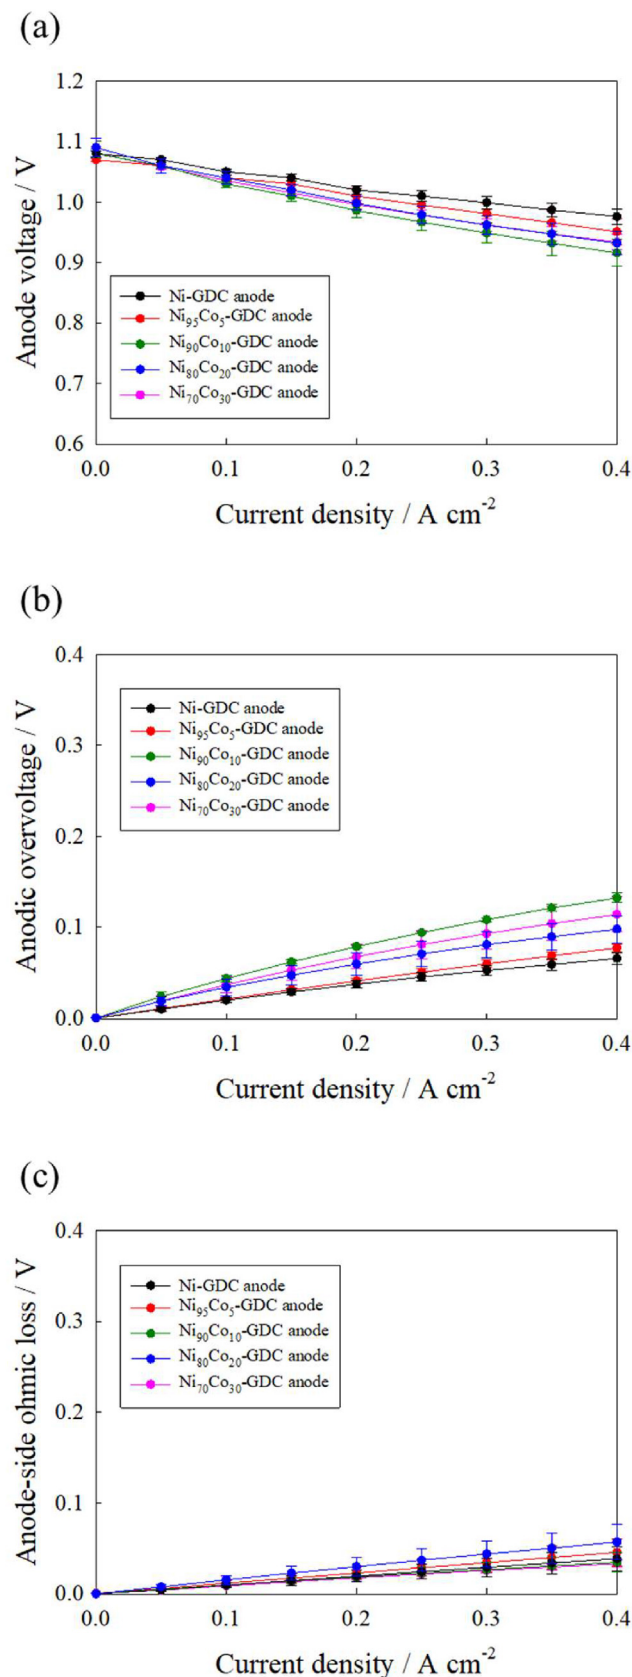 (a)
1.2
1.1
1.0
0.9
0.8
0.7
0.6
Anode voltage / V
Ni-GDC anode
Ni₉₅Co₅-GDC anode
Ni₉₀Co₁₀-GDC anode
Ni₈₀Co₂₀-GDC anode
Ni₇₀Co₃₀-GDC anode
0.0 0.1 0.2 0.3 0.4
Current density / A cm⁻²
(b)
0.4
0.3
0.2
0.1
0.0
Anodic overvoltage / V
Ni-GDC anode
Ni₉₅Co₅-GDC anode
Ni₉₀Co₁₀-GDC anode
Ni₈₀Co₂₀-GDC anode
Ni₇₀Co₃₀-GDC anode
0.0 0.1 0.2 0.3 0.4
Current density / A cm⁻²
(c)
0.4
0.3
0.2
0.1
0.0
Anode-side ohmic loss / V
Ni-GDC anode
Ni₉₅Co₅-GDC anode
Ni₉₀Co₁₀-GDC anode
Ni₈₀Co₂₀-GDC anode
Ni₇₀Co₃₀-GDC anode
0.0 0.1 0.2 0.3 0.4
Current density / A cm⁻²